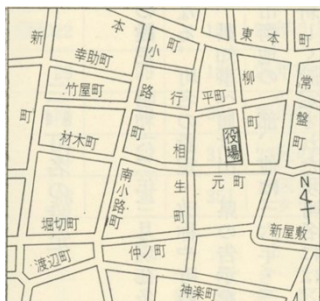 新町
本町
東本町
幸助町
小路町
柳町
常盤町
竹屋町
行平町
役場
材木町
相生町
南小路町
元町
N
堀切町
新屋敷
渡辺町
仲ノ町
神楽町